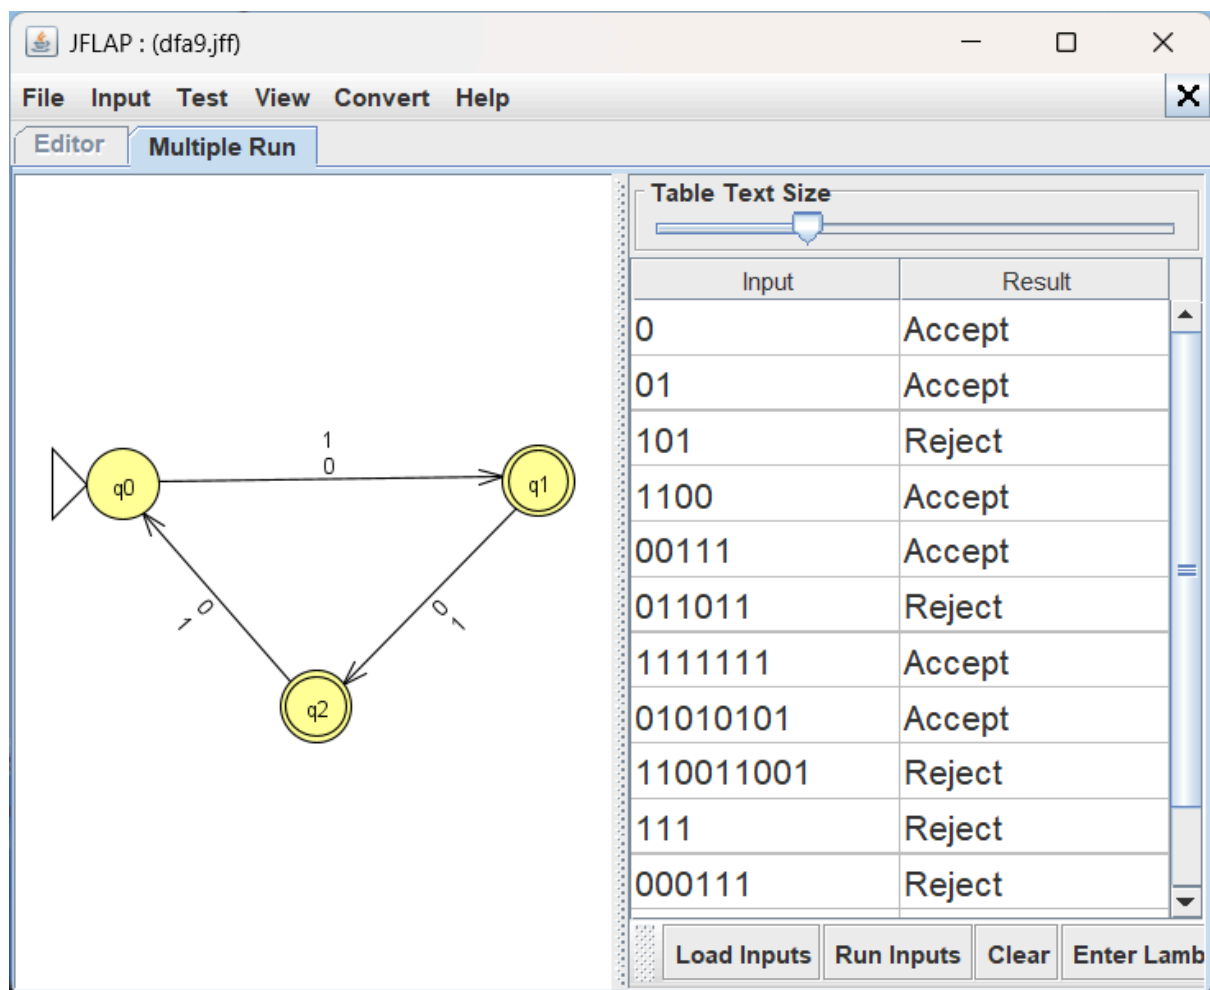 JFLAP : (dfa9.jff)
File Input Test View Convert Help
Editor Multiple Run
Table Text Size
Input Result
0 Accept
01 Accept
101 Reject
1100 Accept
00111 Accept
011011 Reject
1111111 Accept
01010101 Accept
110011001 Reject
111 Reject
000111 Reject
Load Inputs Run Inputs Clear Enter Lamb
1
0
q0
q1
0
1
0
1
q2